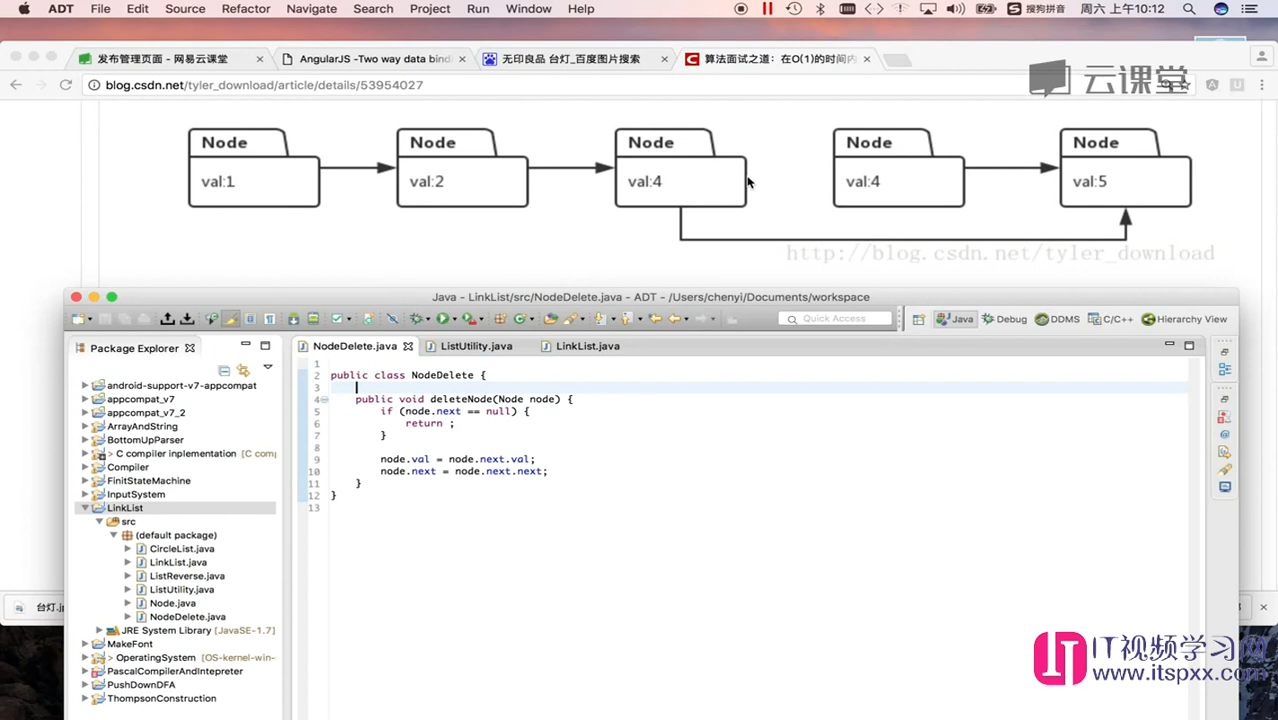 ADT File Edit Source Refactor Navigate Search Project Run Window Help 搜狗拼音 周六 上午10:12
发布管理页面 - 网易云课堂 × AngularJS -Two way data bind × 无印良品 台灯_百度图片搜索 × 算法面试之道：在O(1)的时间内 ×
blog.csdn.net/tyler_download/article/details/53954027
云课堂
Node Node Node Node Node
val:1 val:2 val:4 val:4 val:5
http://blog.csdn.net/tyler_download
Java - LinkList/src/NodeDelete.java - ADT - /Users/chenyi/Documents/workspace
Quick Access Java Debug DDMS C/C++ Hierarchy View
Package Explorer
NodeDelete.java ListUtility.java LinkList.java
android-support-v7-appcompat
appcompat_v7
appcompat_v7_2
ArrayAndString
BottomUpParser
> C compiler inplementation [C comp
Compiler
FinitStateMachine
InputSystem
LinkList
src
(default package)
CircleList.java
LinkList.java
ListReverse.java
ListUtility.java
Node.java
NodeDelete.java
JRE System Library [JavaSE-1.7]
MakeFont
> OperatingSystem [OS-kernel-win-
PascalCompilerAndIntepreter
PushDownDFA
ThompsonConstruction
1
2 public class NodeDelete {
3
4 public void deleteNode(Node node) {
5 if (node.next == null) {
6 return ;
7 }
8
9 node.val = node.next.val;
10 node.next = node.next.next;
11 }
12 }
13
台灯.jp
IT IT视频学习网
www.itspxx.com